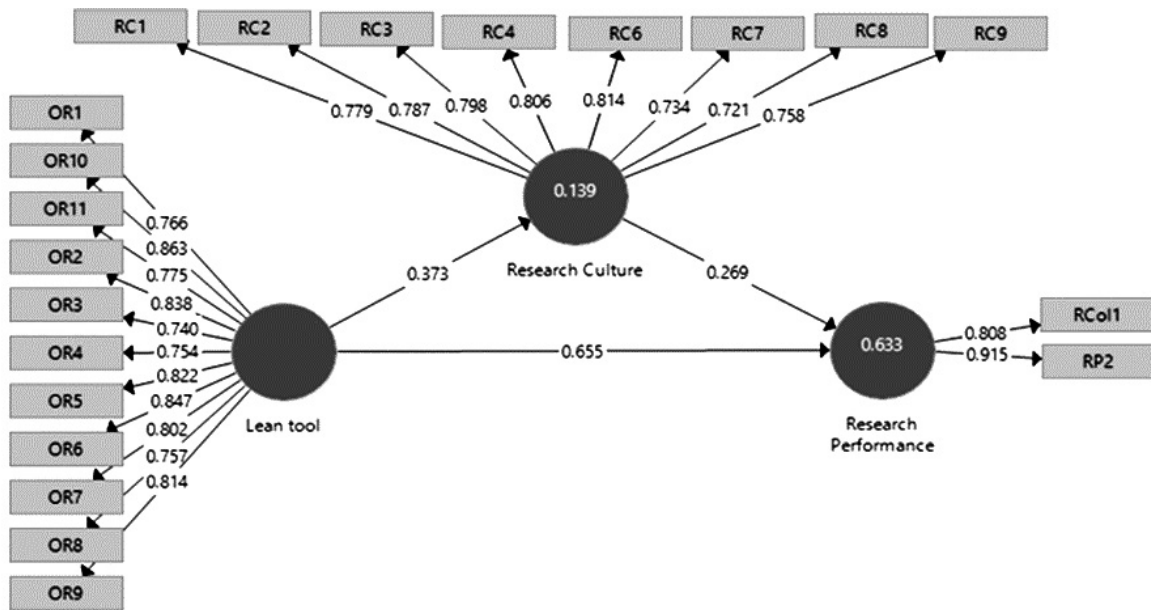 RC1
RC2
RC3
RC4
RC6
RC7
RC8
RC9
0.779
0.787
0.798
0.806
0.814
0.734
0.721
0.758
OR1
OR10
OR11
OR2
OR3
OR4
OR5
OR6
OR7
OR8
OR9
0.766
0.863
0.775
0.838
0.740
0.754
0.822
0.847
0.802
0.757
0.814
Lean tool
0.373
0.139
Research Culture
0.269
0.655
0.633
Research
Performance
0.808
0.915
RCol1
RP2